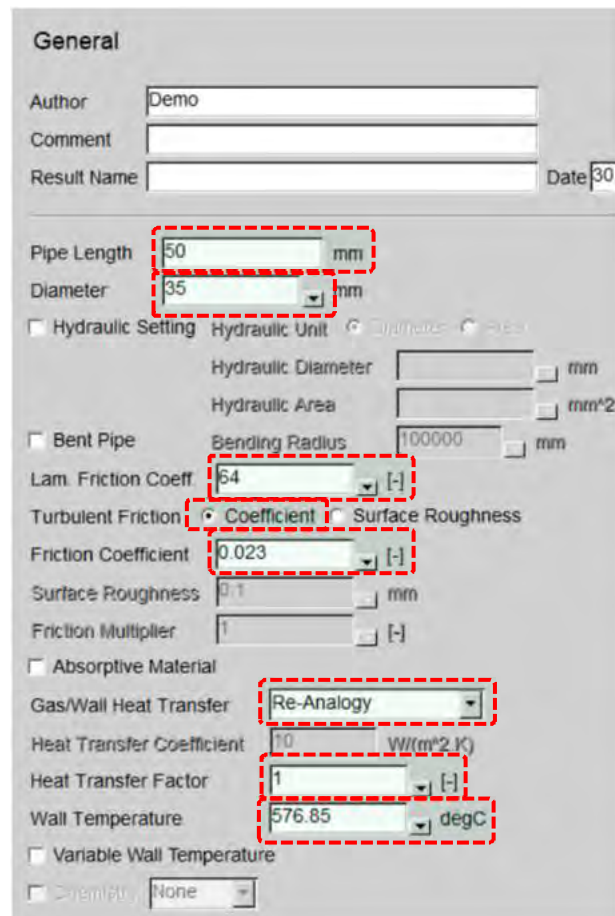 General
Author Demo
Comment
Result Name Date 30
Pipe Length 50 mm
Diameter 35 mm
Hydraulic Setting Hydraulic Unit Diameter Area
Hydraulic Diameter mm
Hydraulic Area mm^2
Bent Pipe Bending Radius 100000 mm
Lam. Friction Coeff. 64 [-]
Turbulent Friction Coefficient Surface Roughness
Friction Coefficient 0.023 [-]
Surface Roughness 0.1 mm
Friction Multiplier 1 [-]
Absorptive Material
Gas/Wall Heat Transfer Re-Analogy
Heat Transfer Coefficient 10 W/(m^2.K)
Heat Transfer Factor 1 [-]
Wall Temperature 576.85 degC
Variable Wall Temperature
Chemistry None